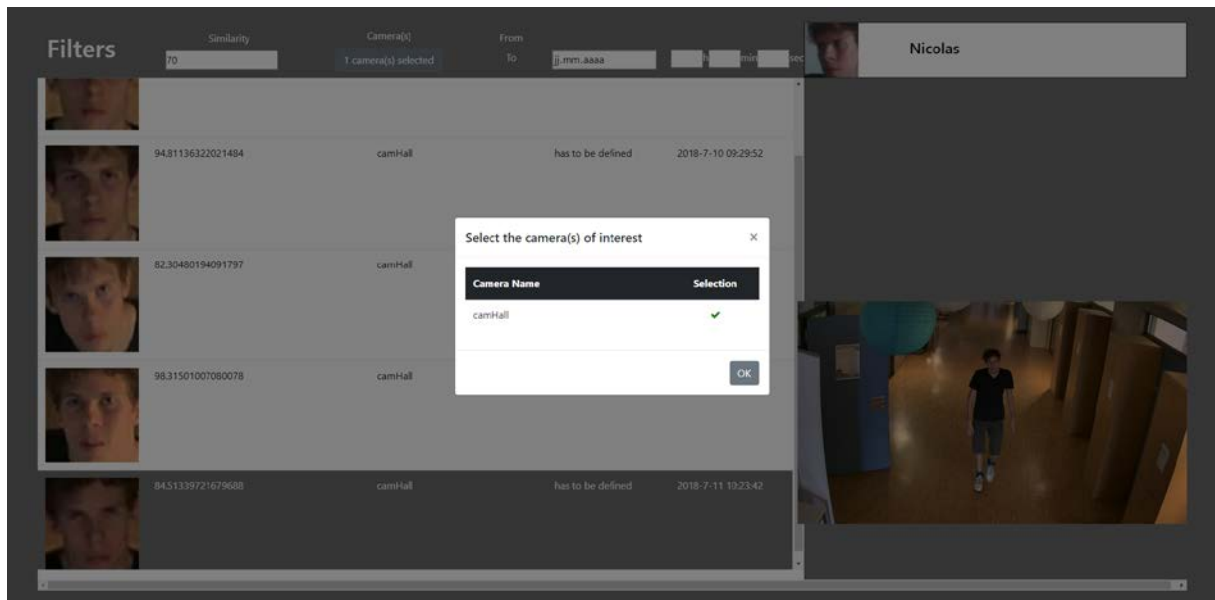 Filters
Similarity
Camera(s)
From
70
1 camera(s) selected
To
jj.mm.aaaa
h
min
sec
Nicolas
94.81136322021484 camHall has to be defined 2018-7-10 09:29:52
Select the camera(s) of interest ×
82.30480194091797 camHall
Camera Name Selection
camHall
OK
98.31501007080078 camHall
84.51339721679688 camHall has to be defined 2018-7-11 19:23:42